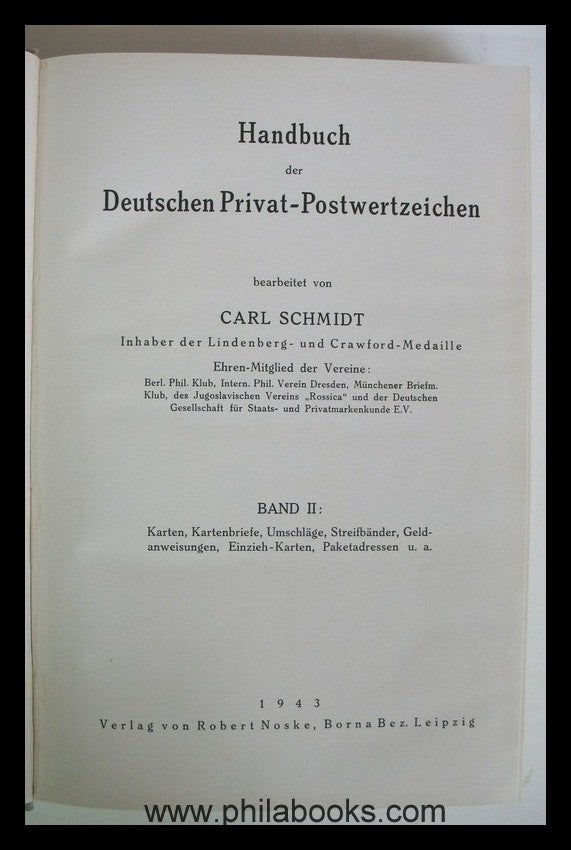 Handbuch
der
Deutschen Privat-Postwertzeichen
bearbeitet von
CARL SCHMIDT
Inhaber der Lindenberg- und Crawford-Medaille
Ehren-Mitglied der Vereine:
Berl. Phil. Klub, Intern. Phil. Verein Dresden, Münchener Briefm.
Klub, des Jugoslavischen Vereins „Rossica" und der Deutschen
Gesellschaft für Staats- und Privatmarkenkunde E.V.
BAND II:
Karten, Kartenbriefe, Umschläge, Streifbänder, Geld-
anweisungen, Einzieh-Karten, Paketadressen u. a.
1943
Verlag von Robert Noske, Borna Bez. Leipzig
www.philabooks.com